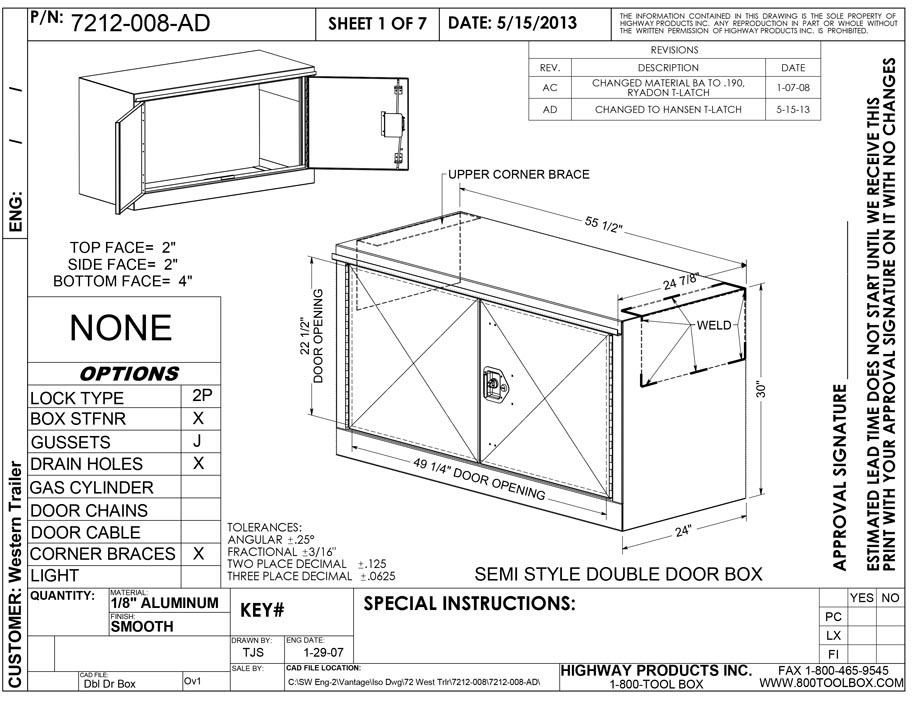 P/N: 7212-008-AD
SHEET 1 OF 7
DATE: 5/15/2013
THE INFORMATION CONTAINED IN THIS DRAWING IS THE SOLE PROPERTY OF
HIGHWAY PRODUCTS INC. ANY REPRODUCTION IN PART OR WHOLE WITHOUT
THE WRITTEN PERMISSION OF HIGHWAY PRODUCTS INC. IS PROHIBITED.
REVISIONS
REV. DESCRIPTION DATE
AC CHANGED MATERIAL BA TO .190, 1-07-08
RYADON T-LATCH
AD CHANGED TO HANSEN T-LATCH 5-15-13
ENG: / /
UPPER CORNER BRACE
55 1/2"
24 7/8"
WELD
22 1/2"
DOOR OPENING
30"
49 1/4" DOOR OPENING
24"
TOP FACE= 2"
SIDE FACE= 2"
BOTTOM FACE= 4"
NONE
OPTIONS
LOCK TYPE 2P
BOX STFNR X
GUSSETS J
DRAIN HOLES X
GAS CYLINDER
DOOR CHAINS
DOOR CABLE
CORNER BRACES X
LIGHT
TOLERANCES:
ANGULAR ±.25°
FRACTIONAL ±3/16"
TWO PLACE DECIMAL ±.125
THREE PLACE DECIMAL ±.0625
SEMI STYLE DOUBLE DOOR BOX
APPROVAL SIGNATURE
ESTIMATED LEAD TIME DOES NOT START UNTIL WE RECEIVE THIS
PRINT WITH YOUR APPROVAL SIGNATURE ON IT WITH NO CHANGES
CUSTOMER: Western Trailer
QUANTITY:
MATERIAL:
1/8" ALUMINUM
FINISH:
SMOOTH
KEY#
SPECIAL INSTRUCTIONS:
YES NO
PC
LX
FI
DRAWN BY:
TJS
ENG DATE:
1-29-07
CAD FILE:
Dbl Dr Box
Ov1
SALE BY:
CAD FILE LOCATION:
C:\SW Eng-2\Vantage\Iso Dwg\72 West Trlr\7212-008\7212-008-AD\
HIGHWAY PRODUCTS INC. FAX 1-800-465-9545
1-800-TOOL BOX WWW.800TOOLBOX.COM